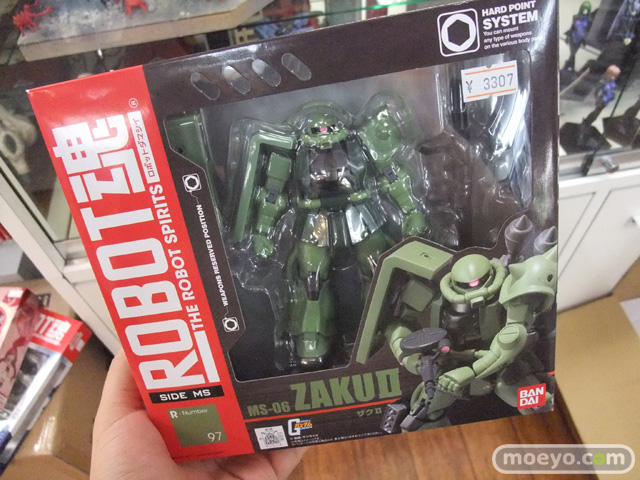 HARD POINT
SYSTEM
You can mount
any type of weapons
on the various body
¥ 3307
ROBOT魂
THE ROBOT SPIRITS
ロボットダマシイ
WEAPONS RESERVED POSITION
SIDE MS
R Number
97
MS-06 ZAKUII
ザクII
BAN
DAI
moeyo.com